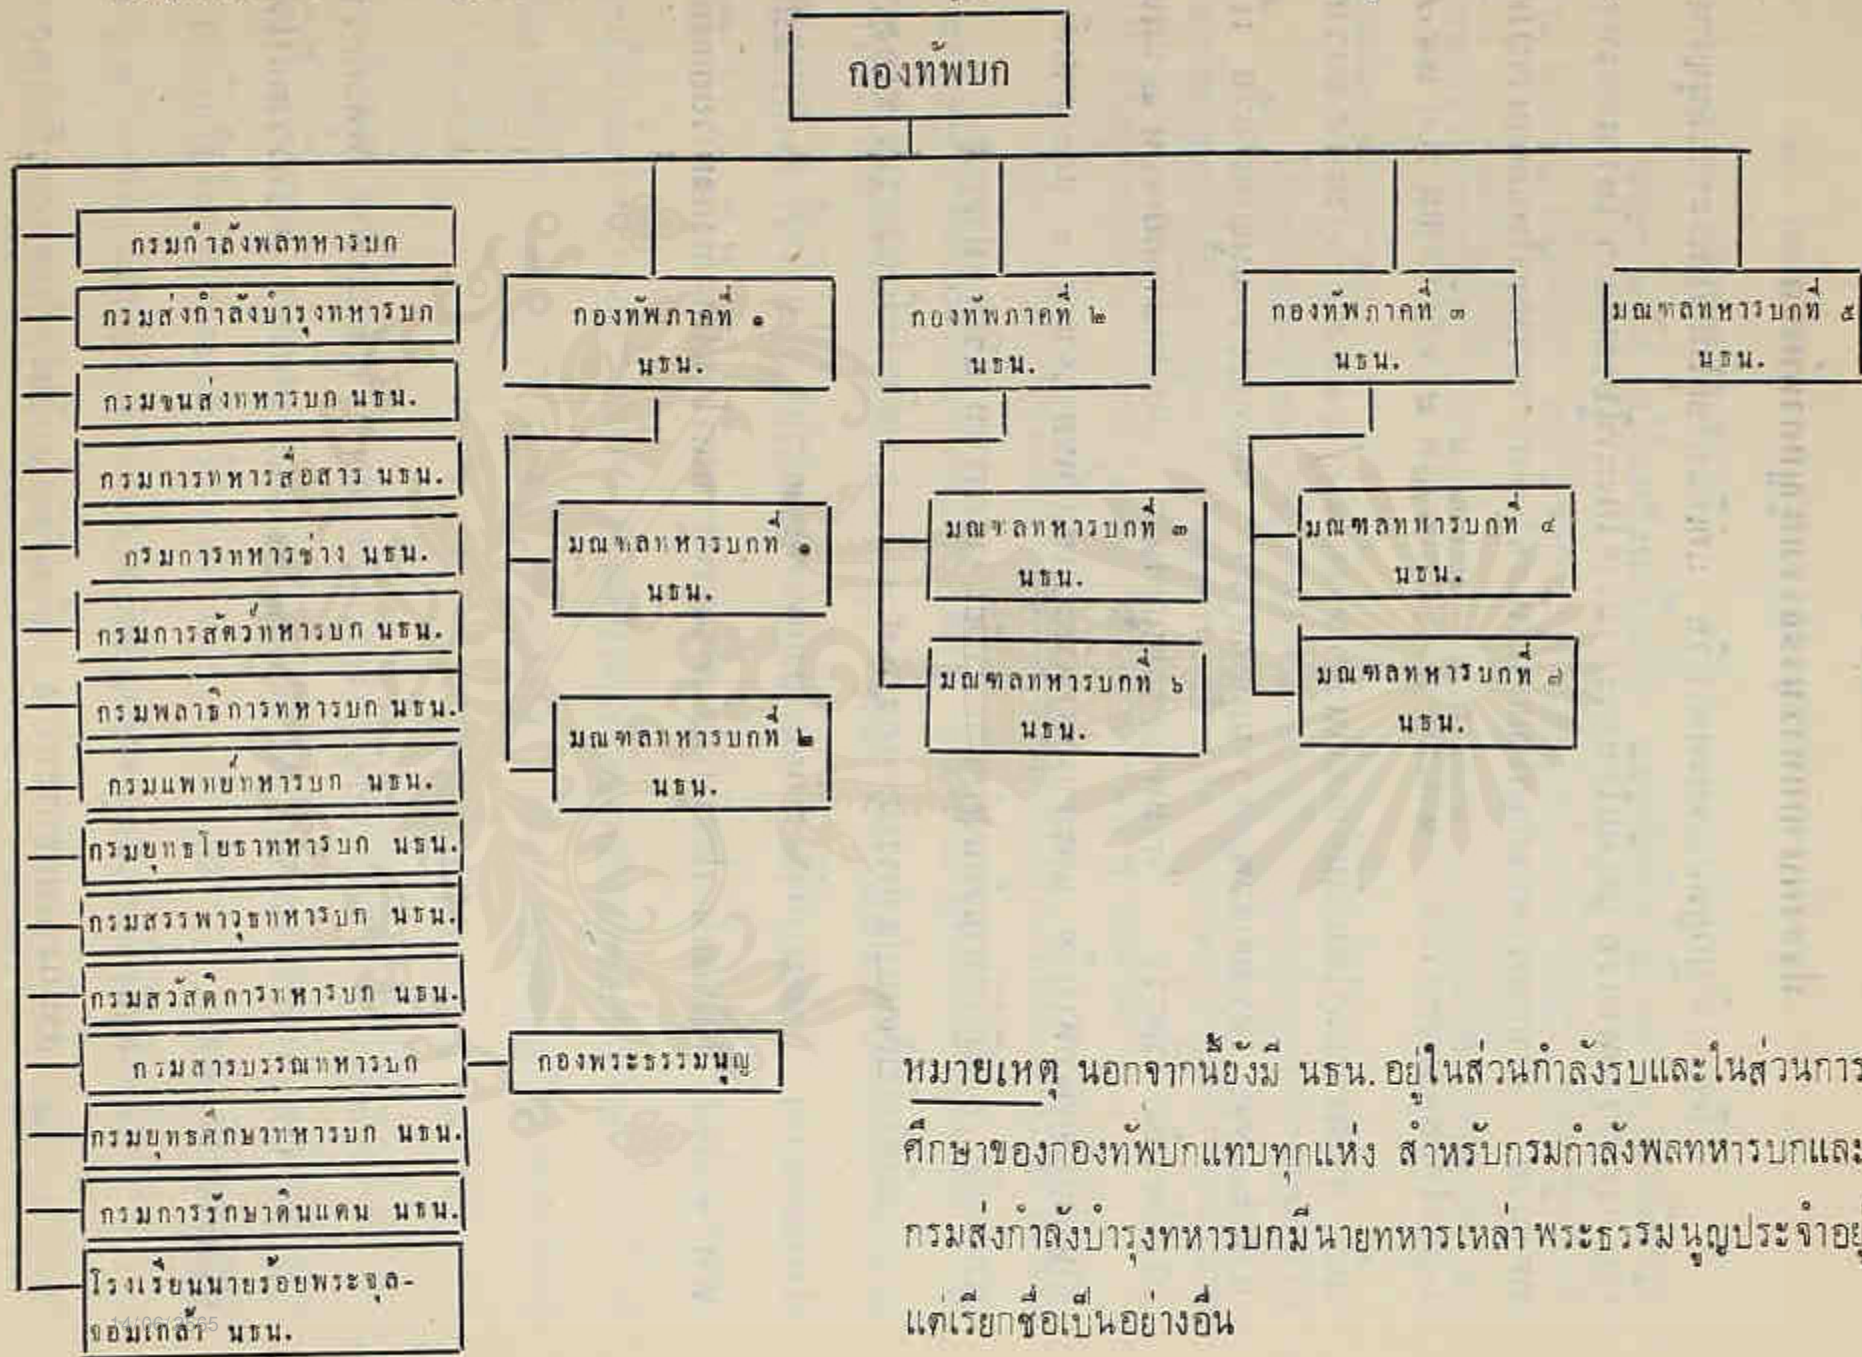 กองทัพบก
กรมกำลังพลทหารบก
กรมส่งกำลังบำรุงทหารบก
กรมขนส่งทหารบก นธน.
กรมการทหารสื่อสาร นธน.
กรมการทหารช่าง นธน.
กรมการสัตว์ทหารบก นธน.
กรมพลาธิการทหารบก นธน.
กรมแพทย์ทหารบก นธน.
กรมยุทธโยธาทหารบก นธน.
กรมสรรพาวุธทหารบก นธน.
กรมสวัสดิการทหารบก นธน.
กรมสารบรรณทหารบก
กองพระธรรมนูญ
กรมยุทธศึกษาทหารบก นธน.
กรมการรักษาดินแดน นธน.
โรงเรียนนายร้อยพระจุล-
จอมเกล้า นธน.
กองทัพภาคที่ ๑
นธน.
มณฑลทหารบกที่ ๑
นธน.
มณฑลทหารบกที่ ๒
นธน.
กองทัพภาคที่ ๒
นธน.
มณฑลทหารบกที่ ๓
นธน.
มณฑลทหารบกที่ ๖
นธน.
กองทัพภาคที่ ๓
นธน.
มณฑลทหารบกที่ ๔
นธน.
มณฑลทหารบกที่ ๗
นธน.
มณฑลทหารบกที่ ๕
นธน.
หมายเหตุ นอกจากนี้ยังมี นธน. อยู่ในส่วนกำลังรบและในส่วนการ
ศึกษาของกองทัพบกแทบทุกแห่ง สำหรับกรมกำลังพลทหารบกและ
กรมส่งกำลังบำรุงทหารบกมีนายทหารเหล่าพระธรรมนูญประจำอยู่
แต่เรียกชื่อเป็นอย่างอื่น